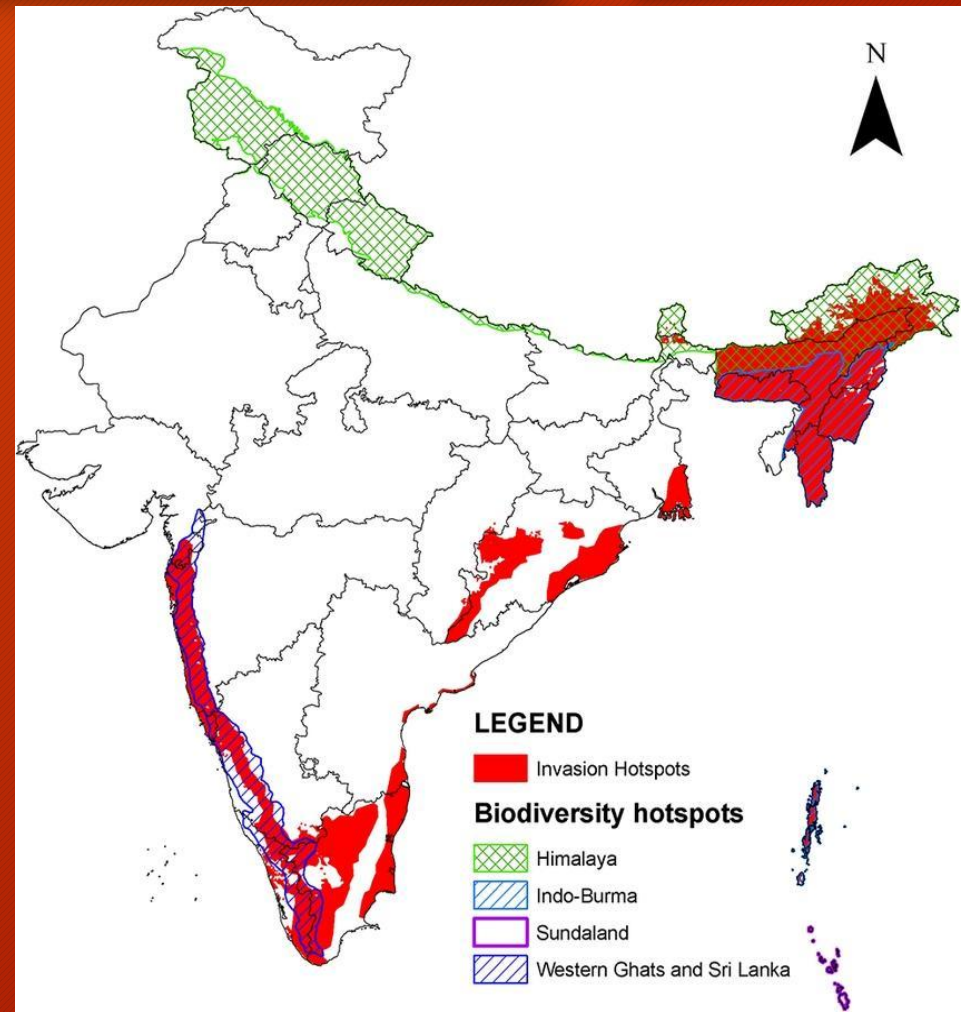 N
LEGEND
Invasion Hotspots
Biodiversity hotspots
Himalaya
Indo-Burma
Sundaland
Western Ghats and Sri Lanka